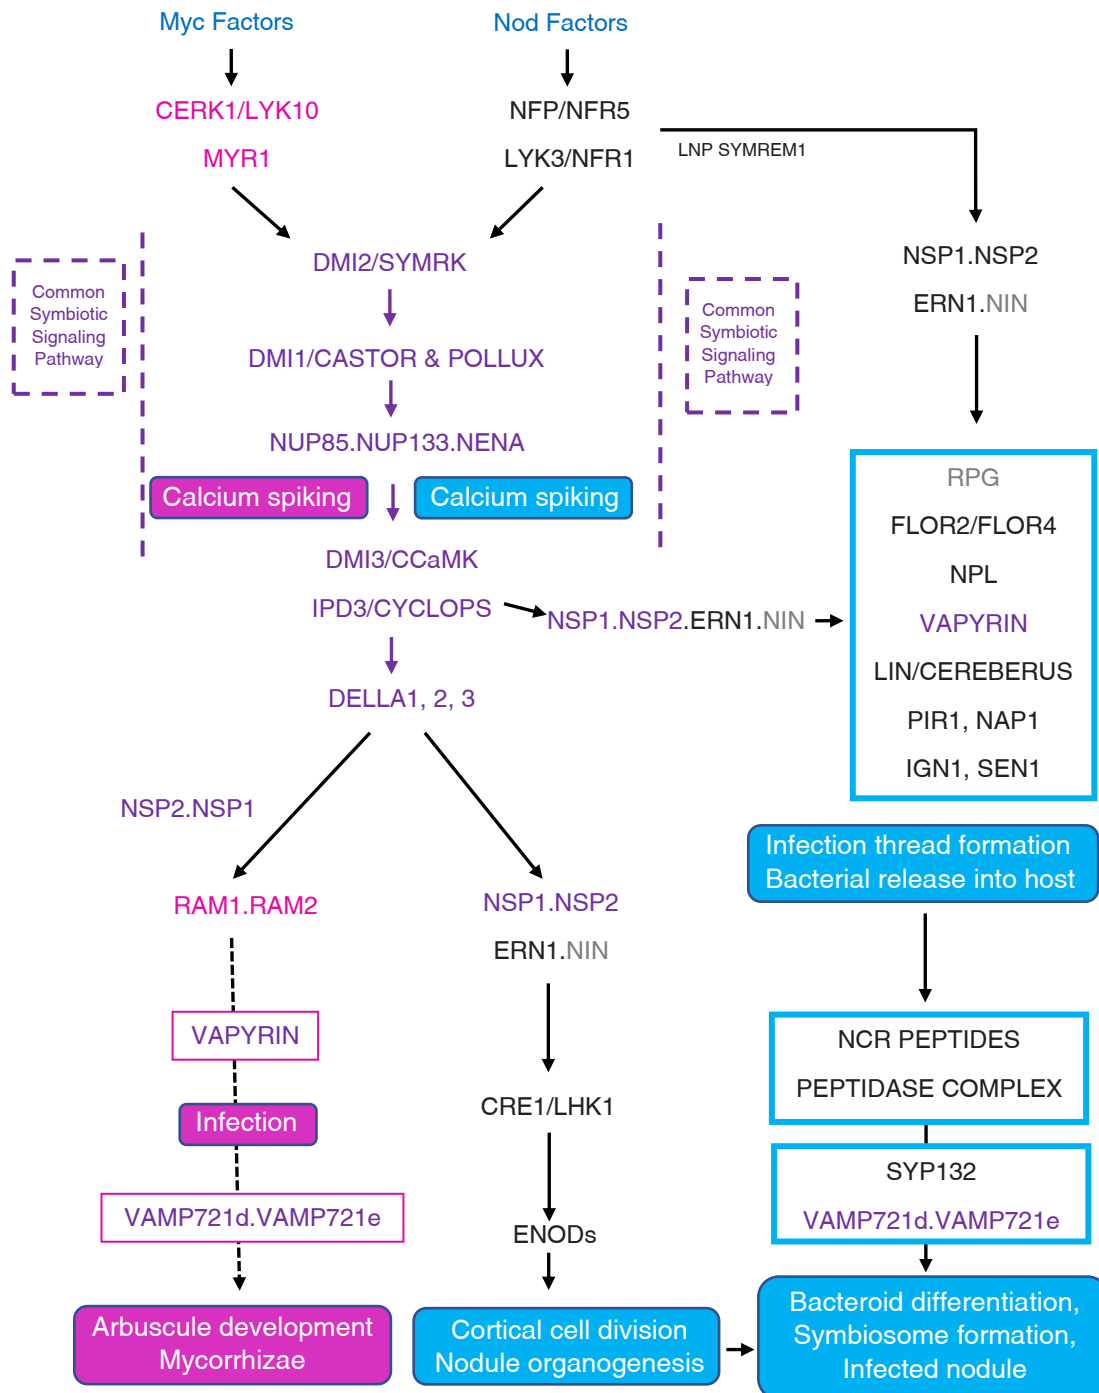 Myc Factors
Nod Factors
CERK1/LYK10
MYR1
NFP/NFR5
LYK3/NFR1
LNP SYMREM1
NSP1.NSP2
ERN1.NIN
Common
Symbiotic
Signaling
Pathway
DMI2/SYMRK
DMI1/CASTOR & POLLUX
NUP85.NUP133.NENA
Common
Symbiotic
Signaling
Pathway
Calcium spiking
Calcium spiking
DMI3/CCaMK
IPD3/CYCLOPS
NSP1.NSP2.ERN1.NIN
DELLA1, 2, 3
RPG
FLOR2/FLOR4
NPL
VAPYRIN
LIN/CEREBERUS
PIR1, NAP1
IGN1, SEN1
Infection thread formation
Bacterial release into host
NSP2.NSP1
RAM1.RAM2
VAPYRIN
Infection
VAMP721d.VAMP721e
Arbuscule development
Mycorrhizae
NSP1.NSP2
ERN1.NIN
CRE1/LHK1
ENODs
Cortical cell division
Nodule organogenesis
NCR PEPTIDES
PEPTIDASE COMPLEX
SYP132
VAMP721d.VAMP721e
Bacteroid differentiation,
Symbiosome formation,
Infected nodule